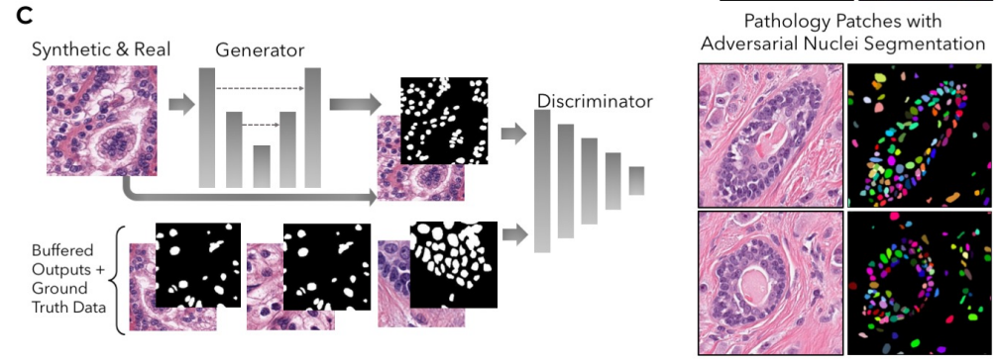 C
Synthetic & Real
Generator
Discriminator
Buffered
Outputs +
Ground
Truth Data
Pathology Patches with
Adversarial Nuclei Segmentation